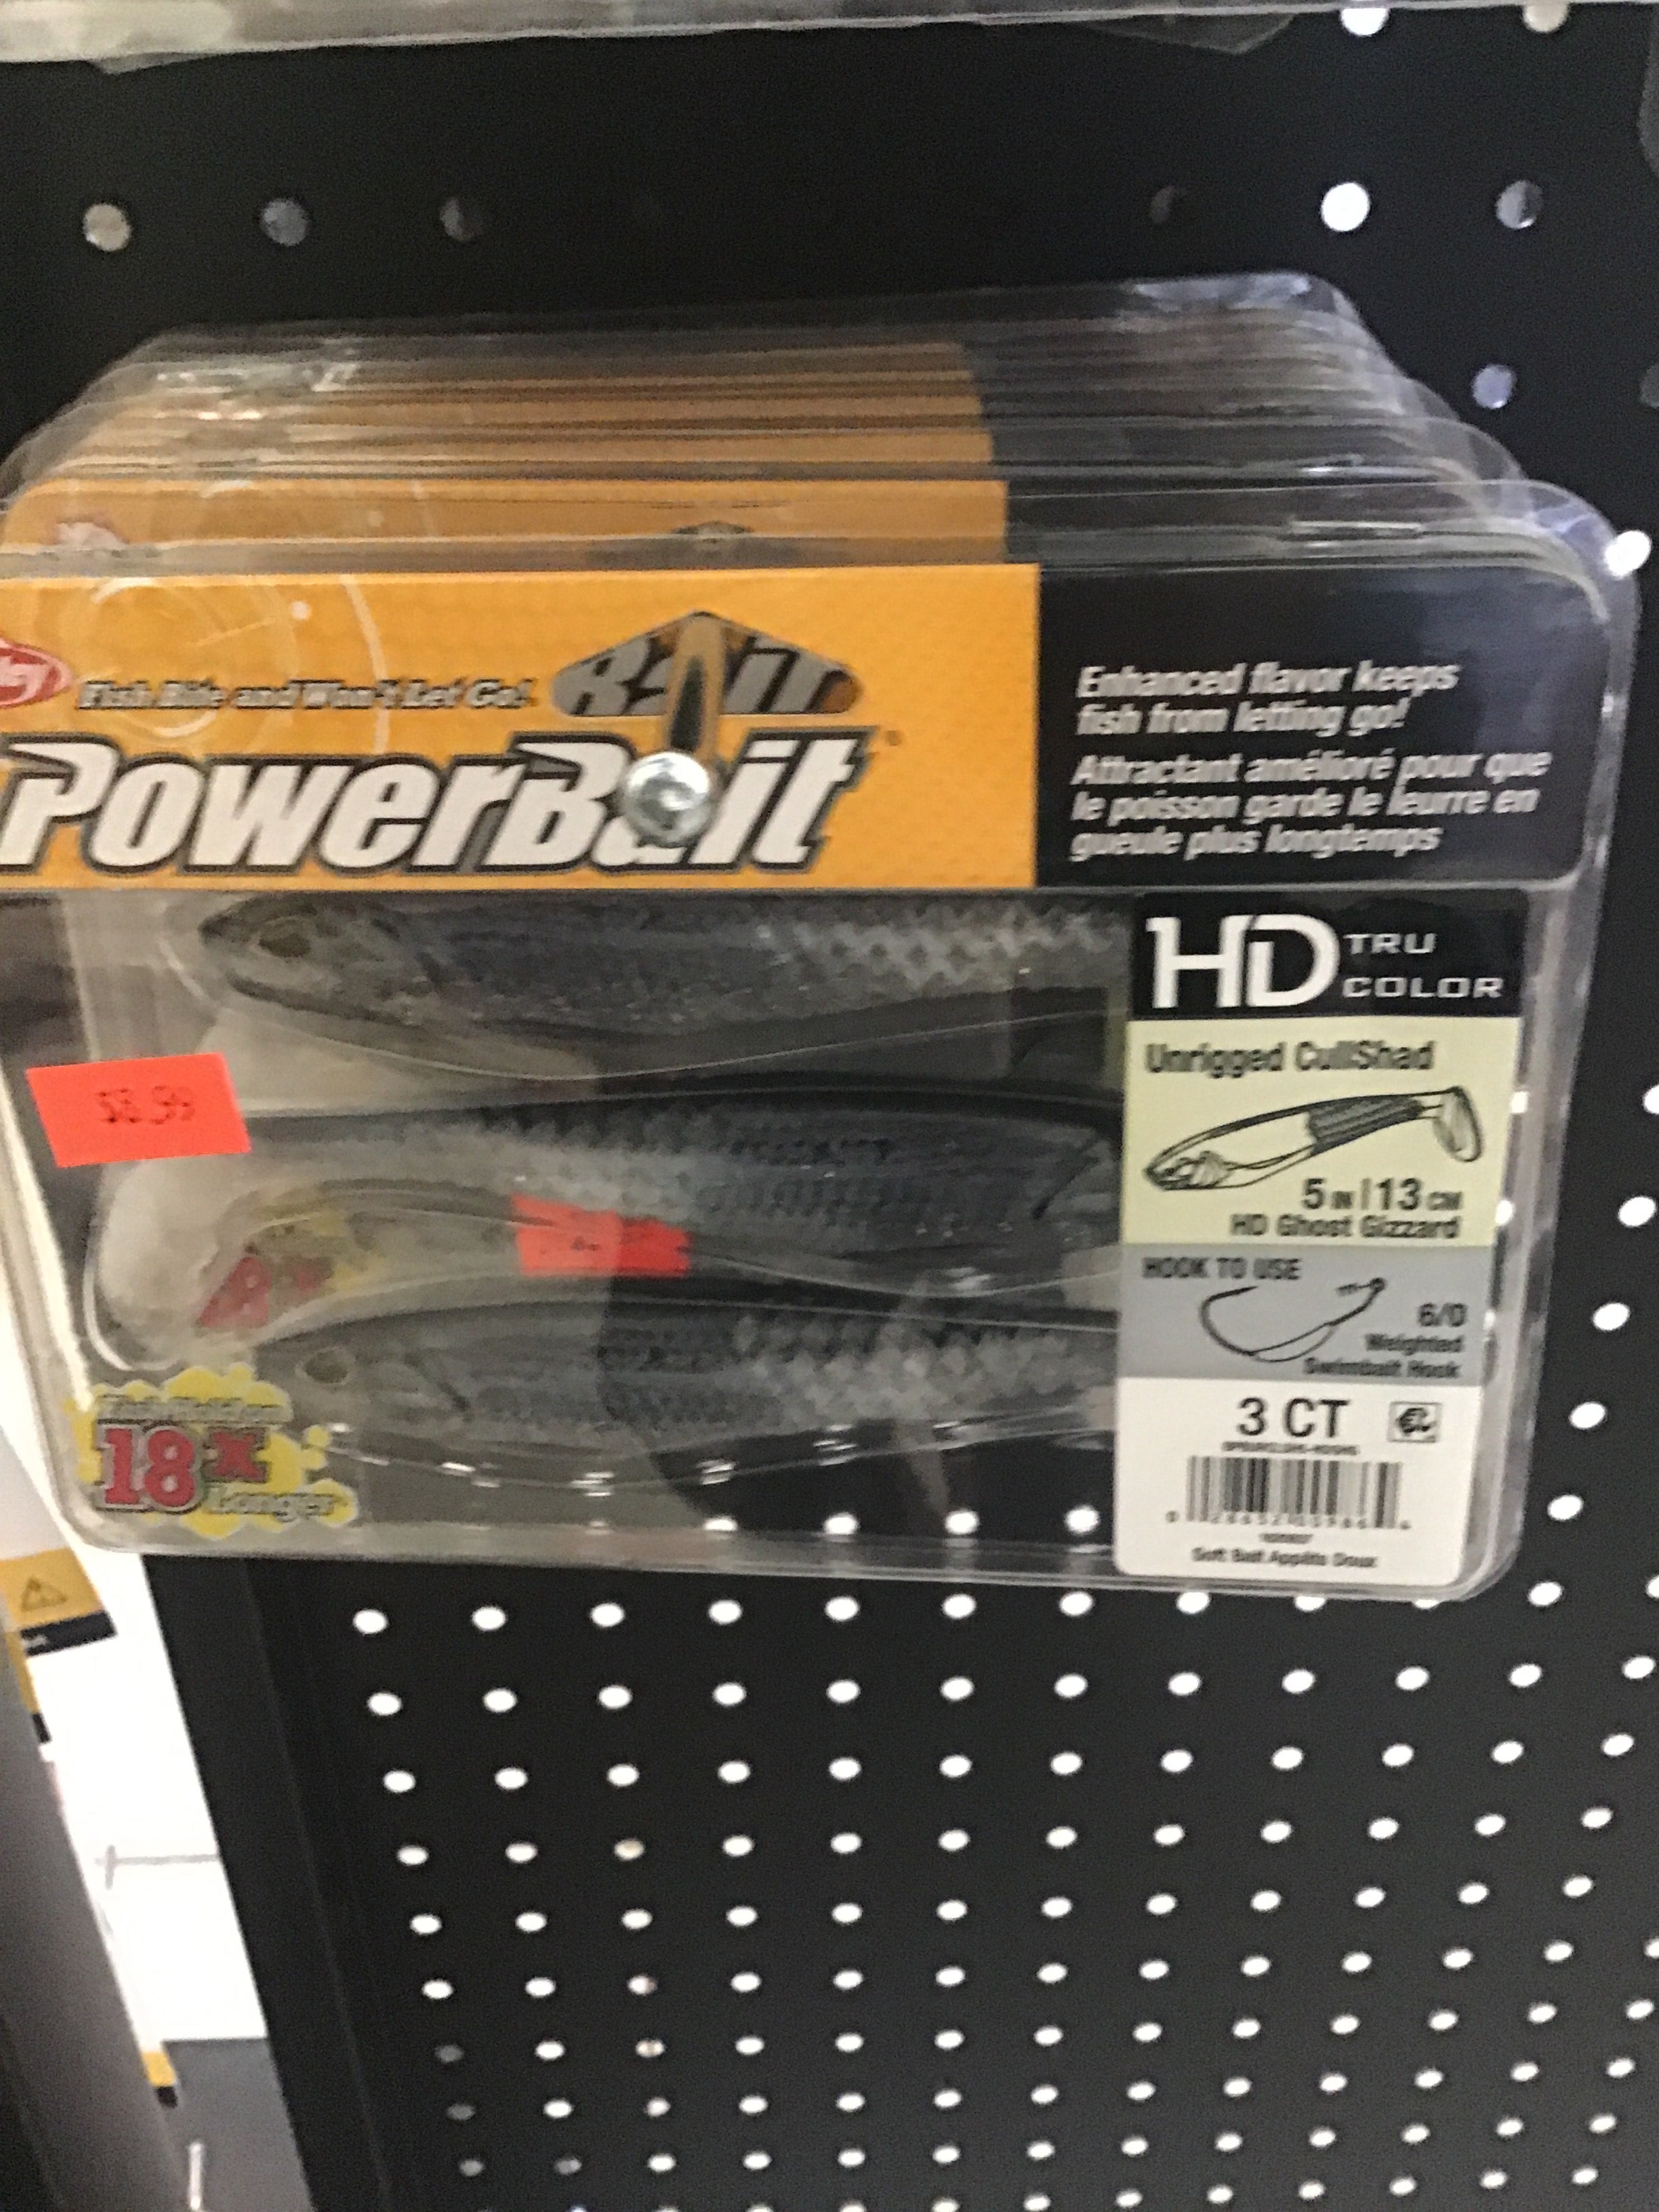 Fish Bite and Won't Let Go!
BAIT
PowerBait
Enhanced flavor keeps
fish from letting go!
Attractant amélioré pour que
le poisson garde le leurre en
gueule plus longtemps
HD TRU
COLOR
Unrigged CullShad
5 IN | 13 CM
HD Ghost Gizzard
HOOK TO USE
6/0
Weighted
Swimbait Hook
3 CT
Soft Bait Appâts Doux
18x
Longer